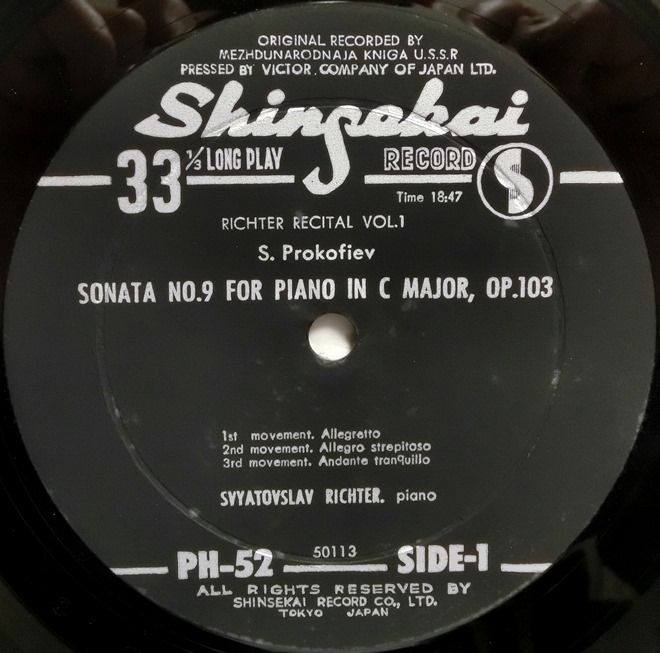 ORIGINAL RECORDED BY
MEZHDUNARODNAJA KNIGA U.S.S.R
PRESSED BY VICTOR COMPANY OF JAPAN LTD.
Shinsekai
33 1/3 LONG PLAY RECORD S
Time 18:47
RICHTER RECITAL VOL.1
S. Prokofiev
SONATA NO.9 FOR PIANO IN C MAJOR, OP.103
1st movement. Allegretto
2nd movement. Allegro strepitoso
3rd movement. Andante tranquillo
SVYATOVSLAV RICHTER. piano
PH-52 50113 SIDE-1
ALL RIGHTS RESERVED BY
SHINSEKAI RECORD CO., LTD.
TOKYO JAPAN